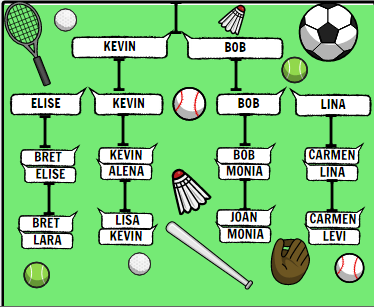 KEVIN
BOB
ELISE
KEVIN
BOB
LINA
BRET
ELISE
KEVIN
ALENA
BOB
MONIA
CARMEN
LINA
BRET
LARA
LISA
KEVIN
JOAN
MONIA
CARMEN
LEVI